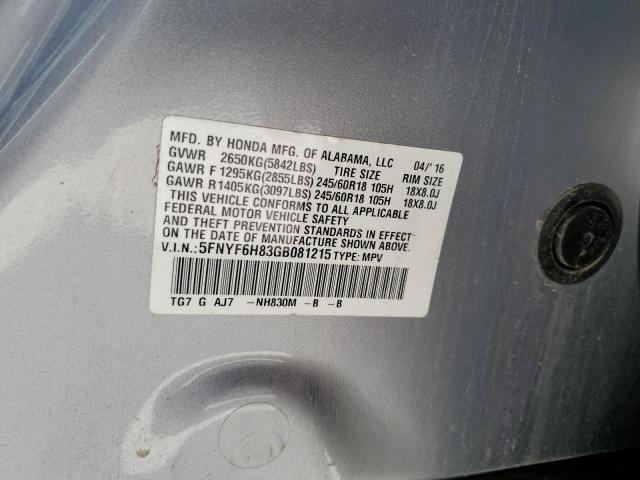 MFD. BY HONDA MFG. OF ALABAMA, LLC 04/'16
GVWR 2650KG(5842LBS) TIRE SIZE RIM SIZE
GAWR F 1295KG(2855LBS) 245/60R18 105H 18X8.0J
GAWR R1405KG(3097LBS) 245/60R18 105H 18X8.0J
THIS VEHICLE CONFORMS TO ALL APPLICABLE
FEDERAL MOTOR VEHICLE SAFETY
AND THEFT PREVENTION STANDARDS IN EFFECT
ON THE DATE OF MANUFACTURE SHOWN ABOVE.
V.I.N.:5FNYF6H83GB081215 TYPE: MPV
TG7 G AJ7 -NH830M -B -B